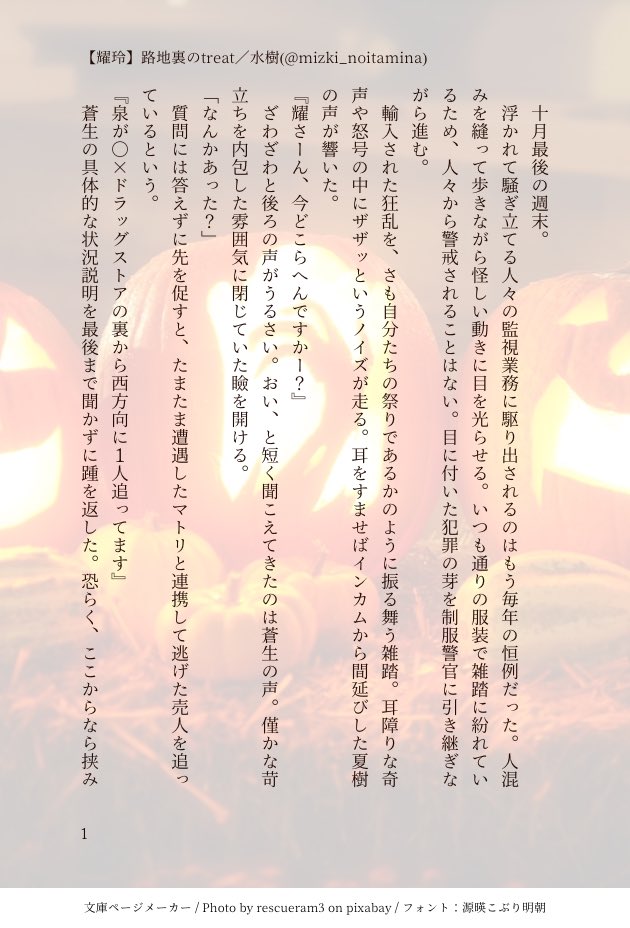 【耀玲】路地裏のtreat／水樹(@mizki_noitamina)
十月最後の週末。
浮かれて騒ぎ立てる人々の監視業務に駆り出されるのはもう毎年の恒例だった。人混
みを縫って歩きながら怪しい動きに目を光らせる。いつも通りの服装で雑踏に紛れてい
るため、人々から警戒されることはない。目に付いた犯罪の芽を制服警官に引き継ぎな
がら進む。
輸入された狂乱を、さも自分たちの祭りであるかのように振る舞う雑踏。耳障りな奇
声や怒号の中にザザッというノイズが走る。耳をすませばインカムから間延びした夏樹
の声が響いた。
『耀さーん、今どこらへんですかー？』
ざわざわと後ろの声がうるさい。おい、と短く聞こえてきたのは蒼生の声。僅かな苛
立ちを内包した雰囲気に閉じていた瞼を開ける。
「なんかあった？」
質問には答えずに先を促すと、たまたま遭遇したマトリと連携して逃げた売人を追っ
ているという。
『泉が〇×ドラッグストアの裏から西方向に１人追ってます』
蒼生の具体的な状況説明を最後まで聞かずに踵を返した。恐らく、ここからなら挟み
1
文庫ページメーカー / Photo by rescueram3 on pixabay / フォント：源暎こぶり明朝